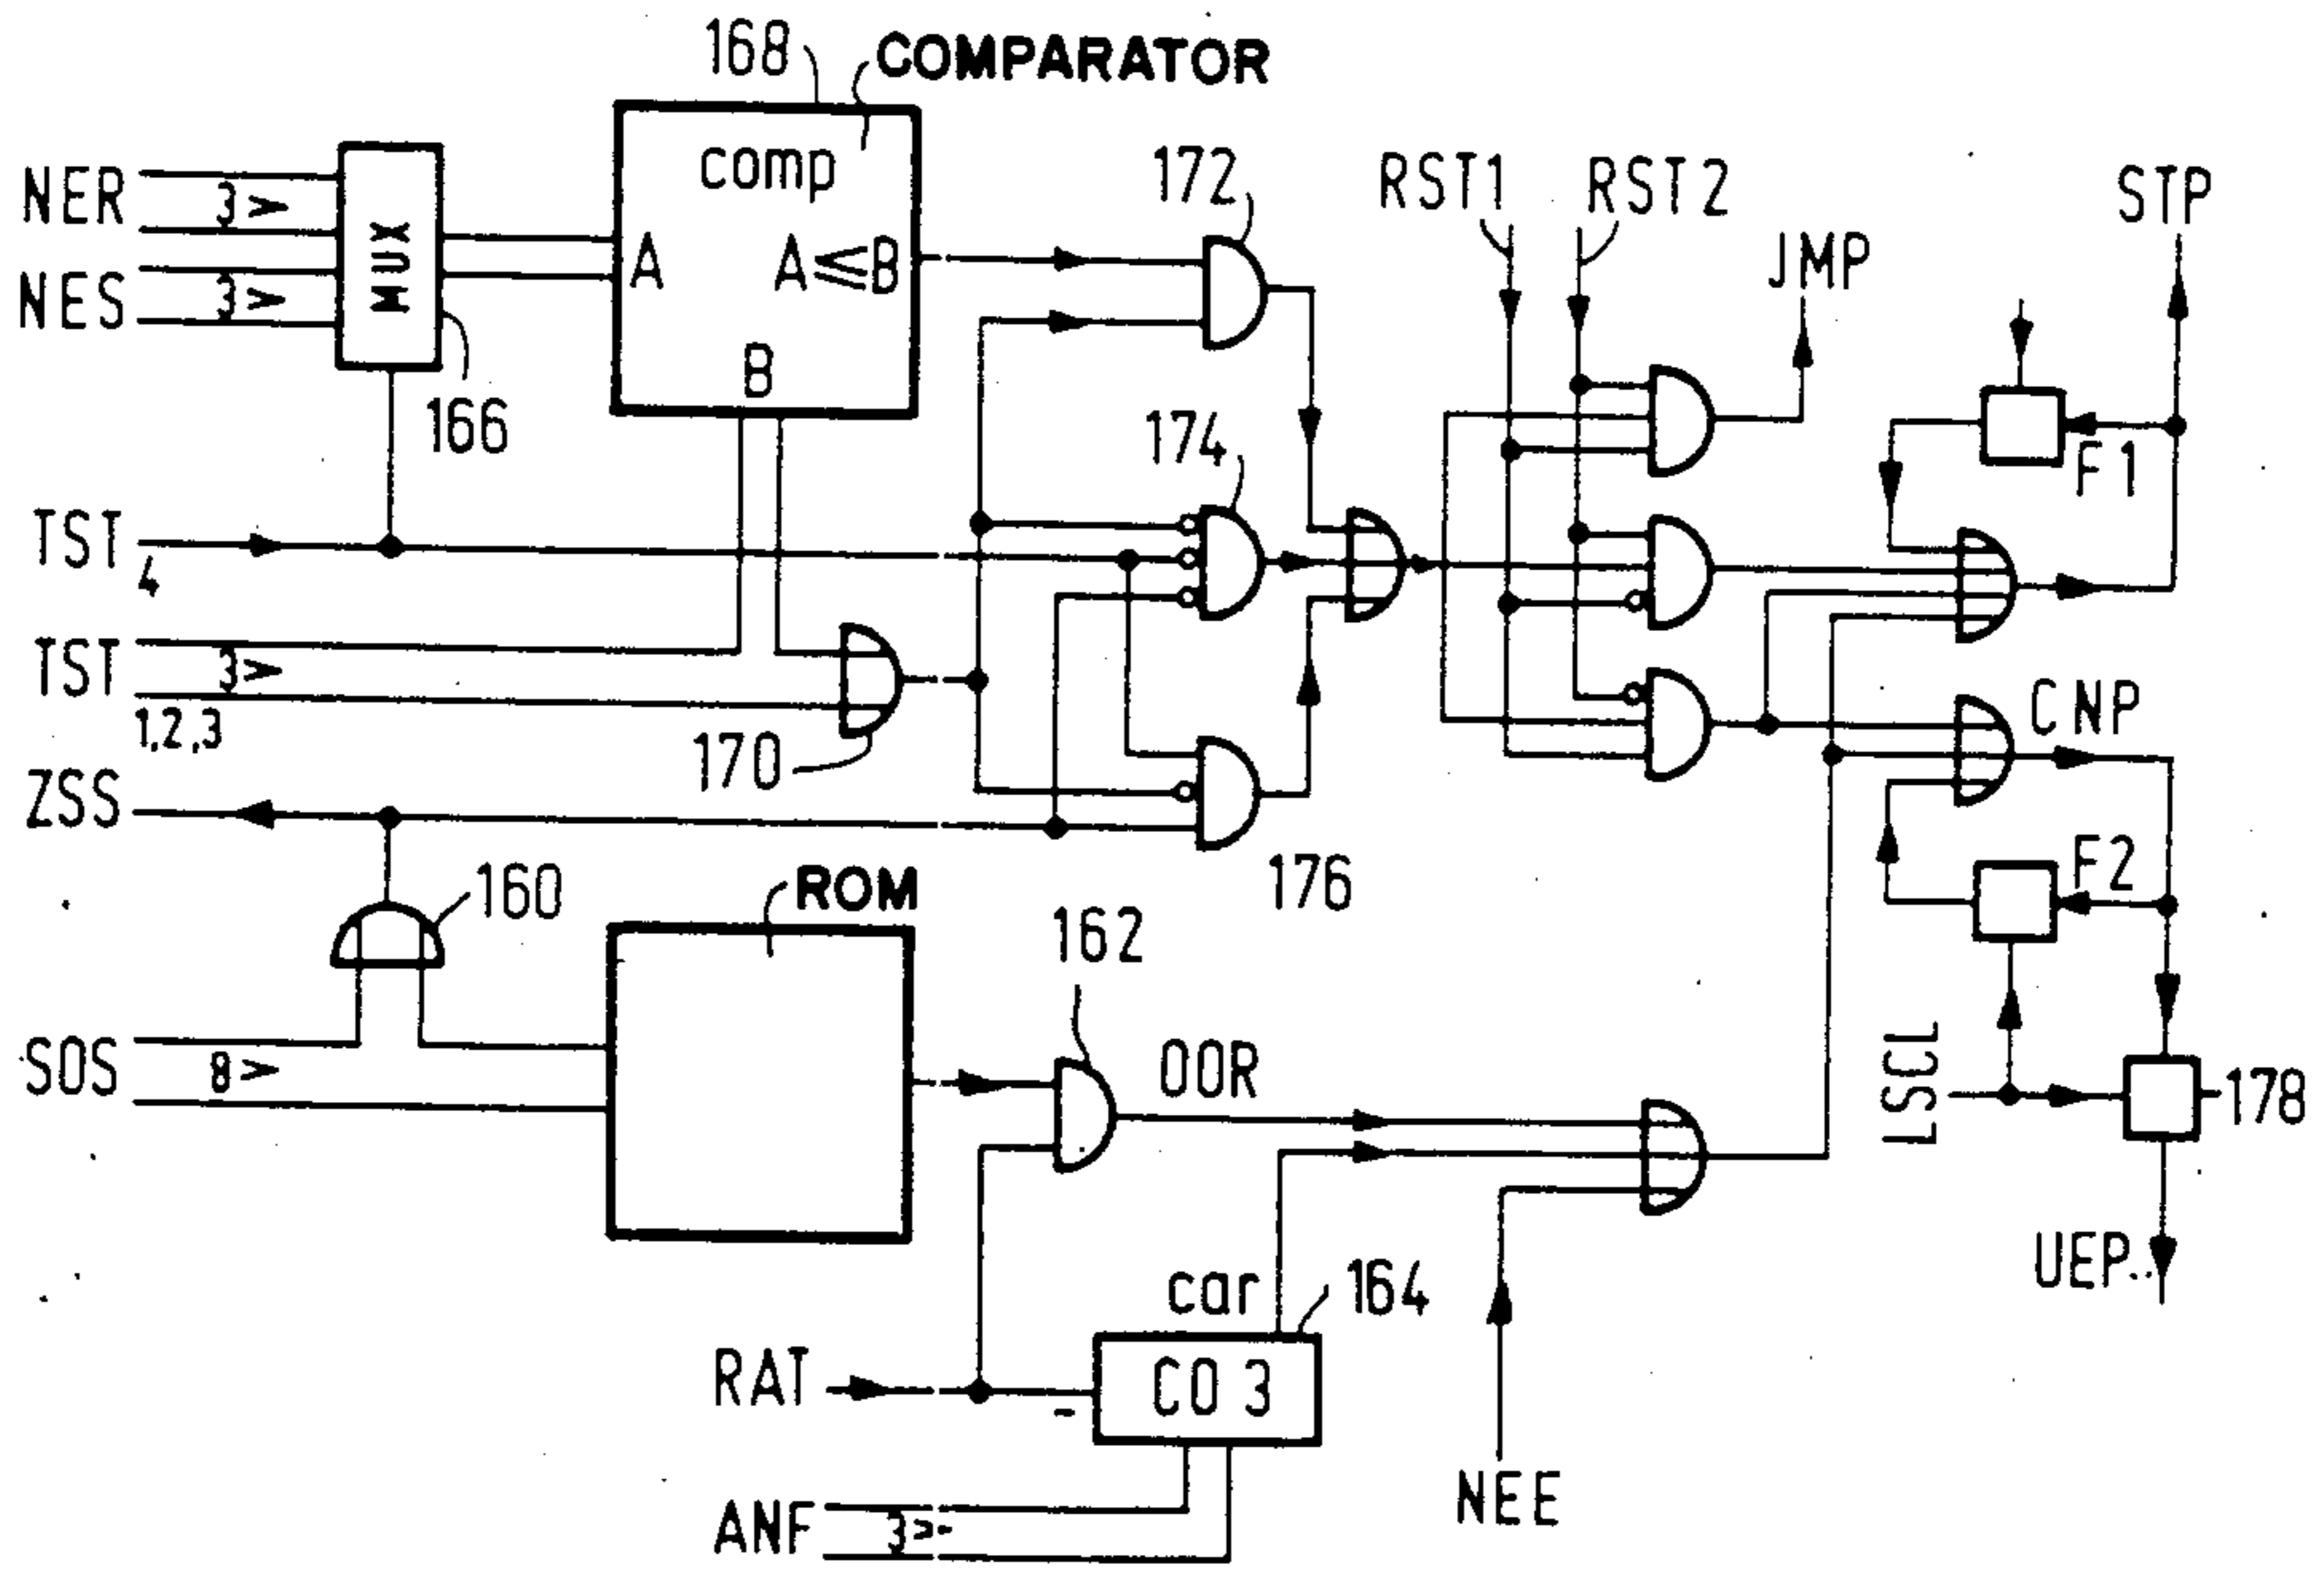 168
COMPARATOR
comp
172
RST1
RST2
STP
NER
3 >
MUX
JMP
A
A≤B
NES
3 >
B
166
174
F1
TST
4
TST
3 >
1,2,3
170
CNP
ZSS
F2
160
ROM
176
162
SOS
8 >
OOR
LSCL
178
UEP
car
164
RAT
-
CO 3
NEE
ANF
3 >